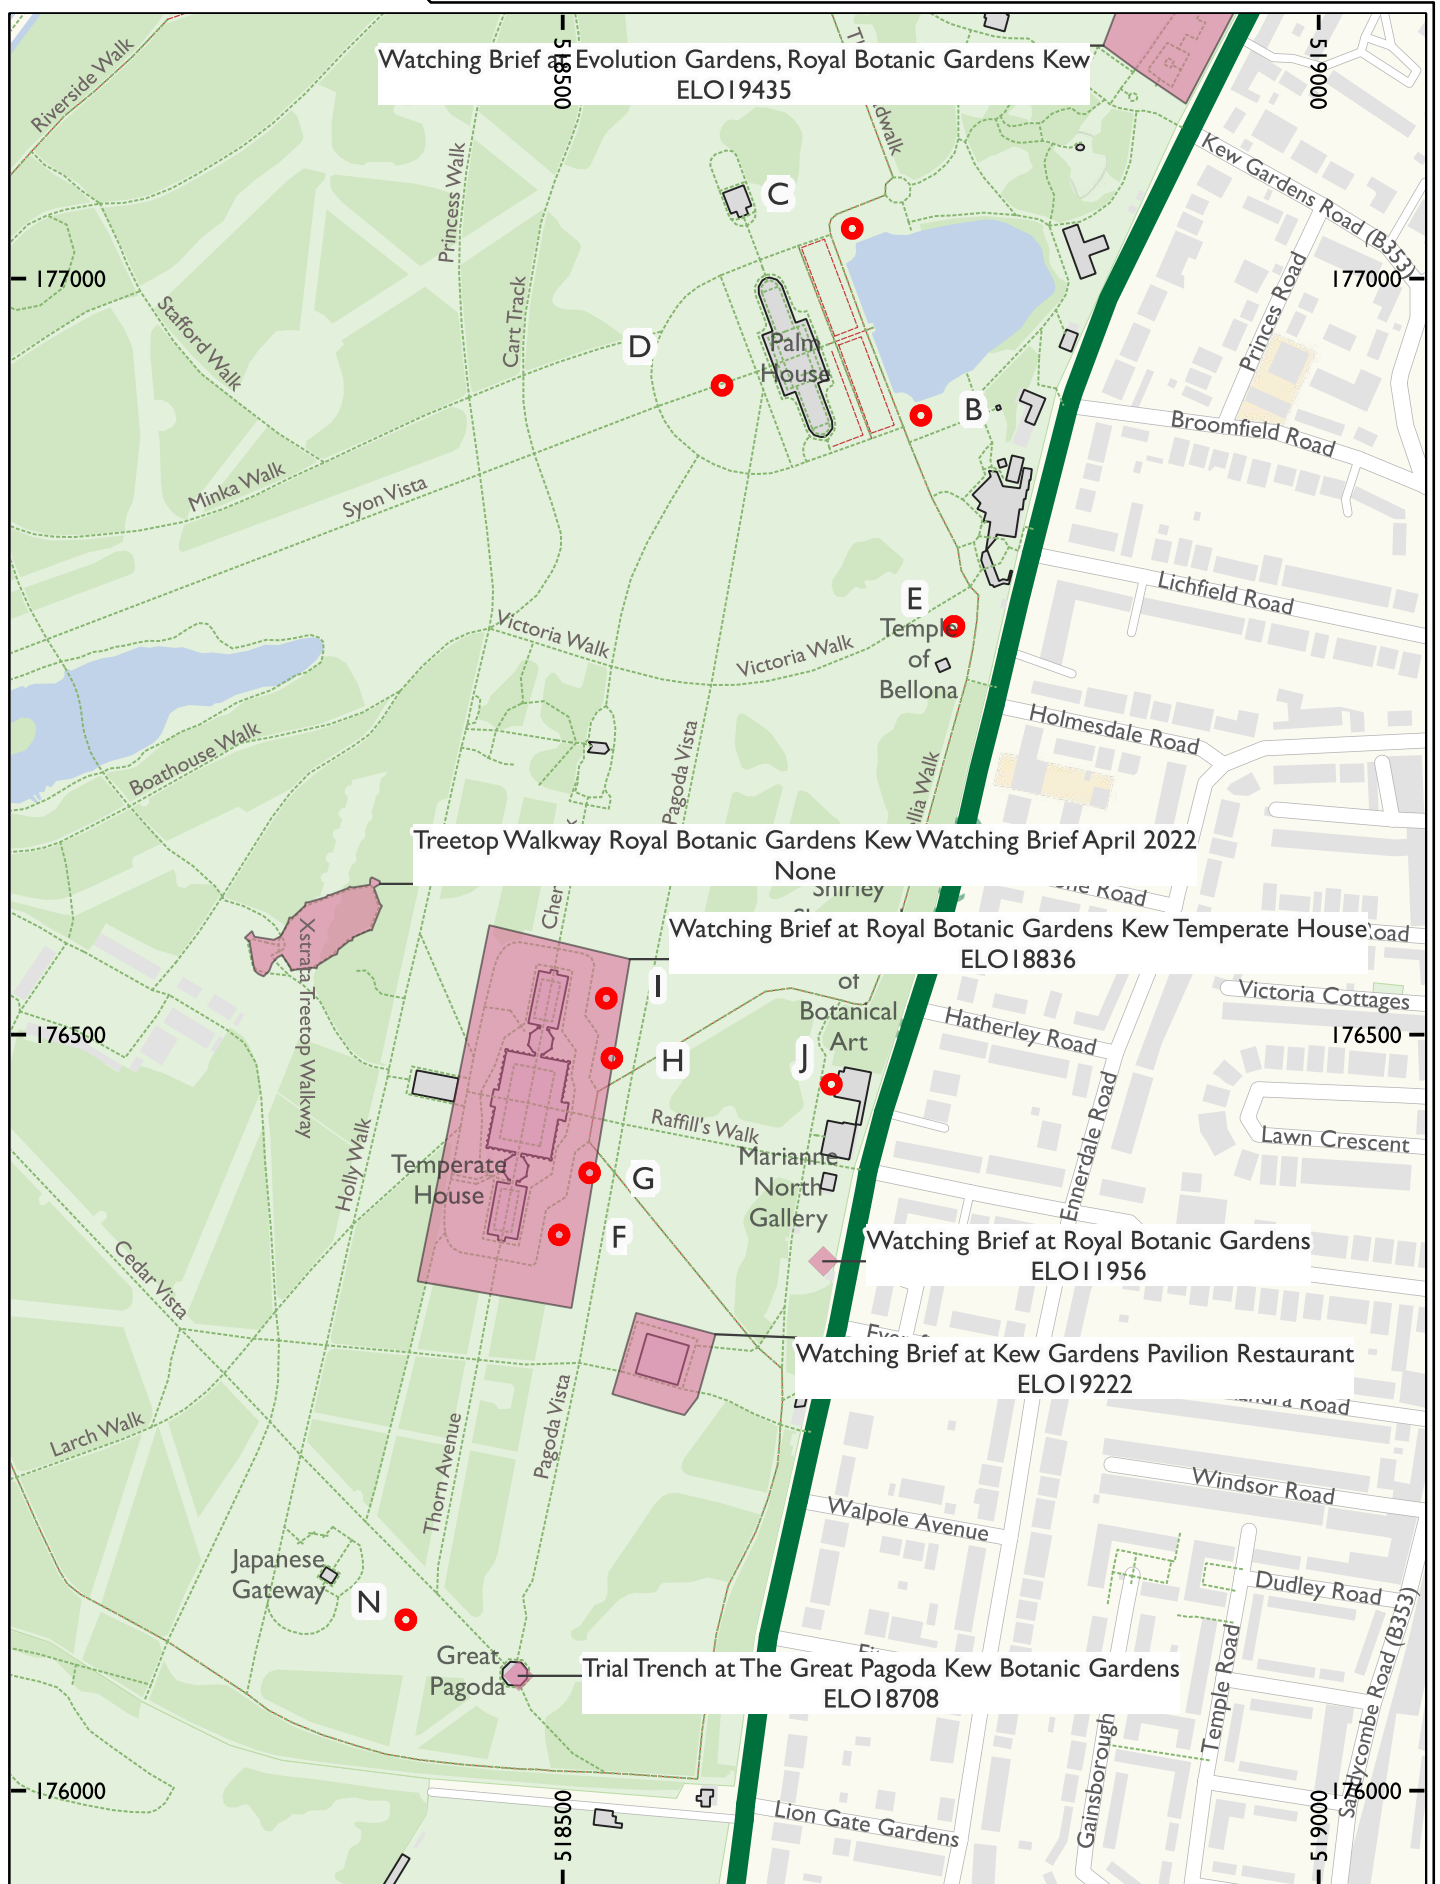 518500
519000
Riverside Walk
Watching Brief at Evolution Gardens, Royal Botanic Gardens Kew
ELO19435
Princess Walk
Kew Gardens Road (B353)
C
177000
177000
Stafford Walk
Cart Track
D
Palm
House
Princes Road
B
Broomfield Road
Minka Walk
Syon Vista
Lichfield Road
E
Temple
of
Bellona
Victoria Walk
Victoria Walk
Holmesdale Road
Boathouse Walk
Pagoda Vista
Walk
Treetop Walkway Royal Botanic Gardens Kew Watching Brief April 2022
None
Shirley
Road
Watching Brief at Royal Botanic Gardens Kew Temperate House
ELO18836
Road
of
Botanical
Art
Xstrata Treetop Walkway
I
Victoria Cottages
176500
176500
Hatherley Road
H
J
Raffill's Walk
Lawn Crescent
Holly Walk
Temperate
House
G
Marianne
North
Gallery
Ennerdale Road
F
Watching Brief at Royal Botanic Gardens
ELO11956
Cedar Vista
Watching Brief at Kew Gardens Pavilion Restaurant
ELO19222
Road
Larch Walk
Thorn Avenue
Pagoda Vista
Windsor Road
Walpole Avenue
Japanese
Gateway
N
Dudley Road
Great
Pagoda
Trial Trench at The Great Pagoda Kew Botanic Gardens
ELO18708
Temple Road
Sandycombe Road (B353)
Gainsborough
176000
176000
Lion Gate Gardens
518500
519000